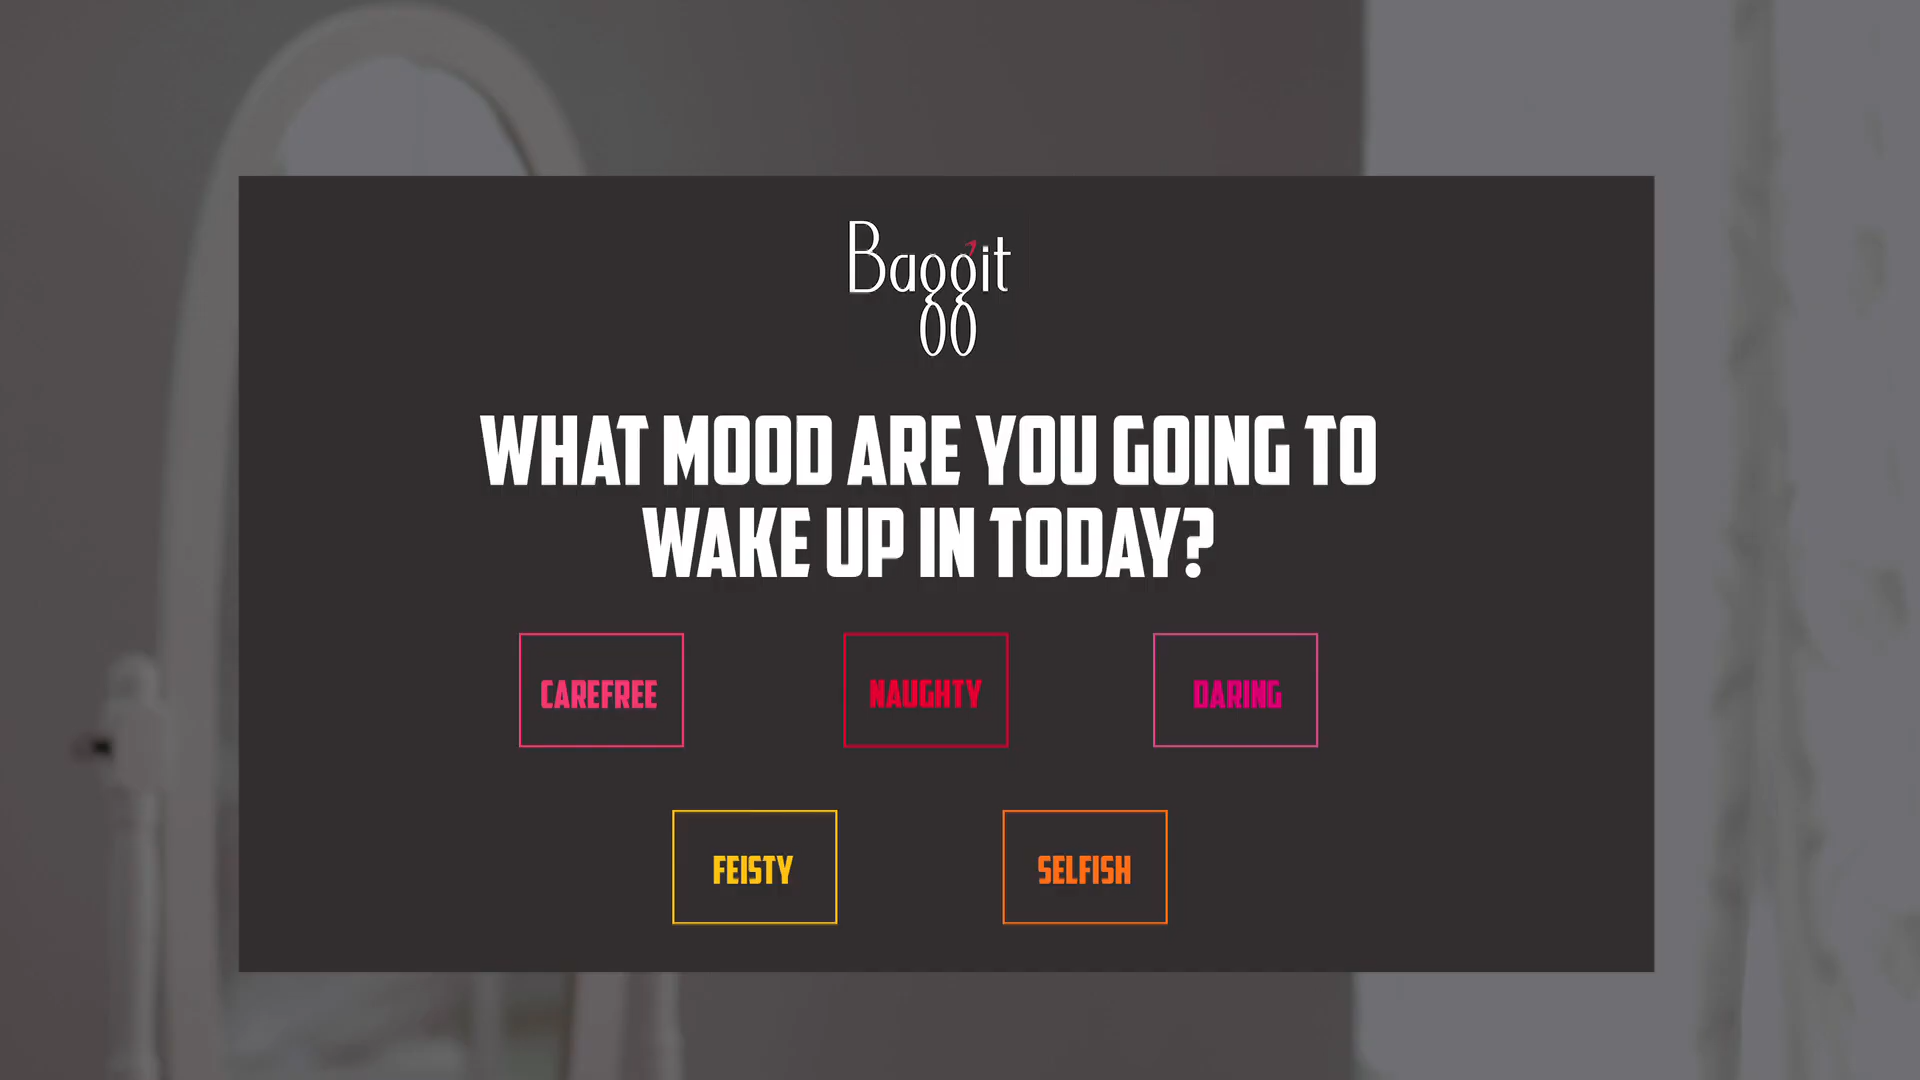 Baggit
WHAT MOOD ARE YOU GOING TO
WAKE UP IN TODAY?
CAREFREE
NAUGHTY
DARING
FEISTY
SELFISH